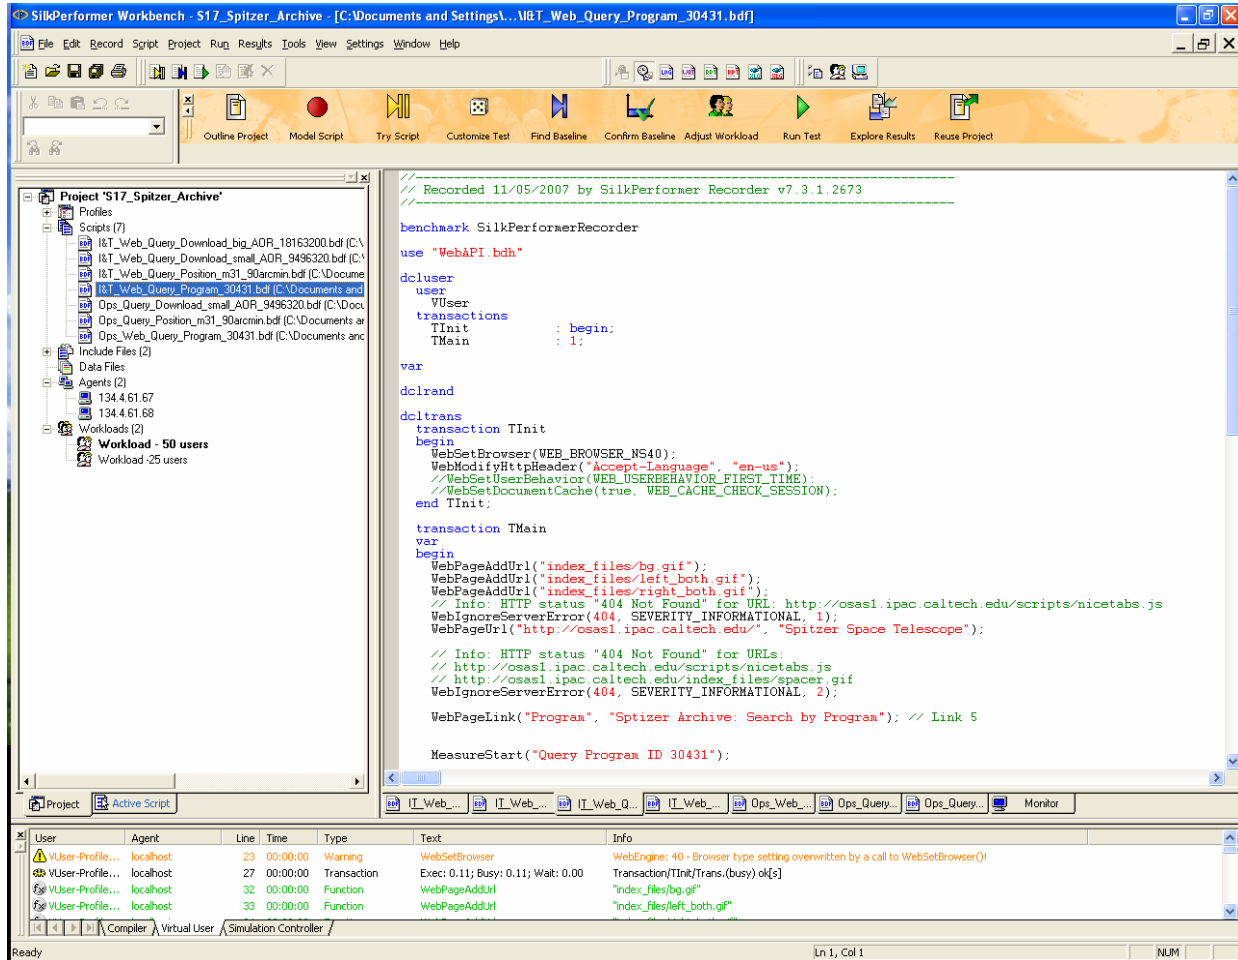 SilkPerformer Workbench - S17_Spitzer_Archive - [C:\Documents and Settings\...\I&T_Web_Query_Program_30431.bdf]
File Edit Record Script Project Run Results Tools View Settings Window Help
Outline Project Model Script Try Script Customize Test Find Baseline Confirm Baseline Adjust Workload Run Test Explore Results Reuse Project
Project 'S17_Spitzer_Archive'
Profiles
Scripts (7)
I&T_Web_Query_Download_big_AOR_18163200.bdf (C:\
I&T_Web_Query_Download_small_AOR_9496320.bdf (C:\
I&T_Web_Query_Position_m31_90arcmin.bdf (C:\Docume
I&T_Web_Query_Program_30431.bdf (C:\Documents and
Ops_Query_Download_small_AOR_9496320.bdf (C:\Docu
Ops_Query_Position_m31_90arcmin.bdf (C:\Documents ar
Ops_Web_Query_Program_30431.bdf (C:\Documents anc
Include Files (2)
Data Files
Agents (2)
134.4.61.67
134.4.61.68
Workloads (2)
Workload - 50 users
Workload -25 users
Project Active Script
//----------------------------------------------------------------------
// Recorded 11/05/2007 by SilkPerformer Recorder v7.3.1.2673
//----------------------------------------------------------------------
benchmark SilkPerformerRecorder
use "WebAPI.bdh"
dcluser
user
VUser
transactions
TInit : begin;
TMain : 1;
var
dclrand
dcltrans
transaction TInit
begin
WebSetBrowser(WEB_BROWSER_NS40);
WebModifyHttpHeader("Accept-Language", "en-us");
//WebSetUserBehavior(WEB_USERBEHAVIOR_FIRST_TIME);
//WebSetDocumentCache(true, WEB_CACHE_CHECK_SESSION);
end TInit;
transaction TMain
var
begin
WebPageAddUrl("index_files/bg.gif");
WebPageAddUrl("index_files/left_both.gif");
WebPageAddUrl("index_files/right_both.gif");
// Info: HTTP status "404 Not Found" for URL: http://osas1.ipac.caltech.edu/scripts/nicetabs.js
WebIgnoreServerError(404, SEVERITY_INFORMATIONAL, 1);
WebPageUrl("http://osas1.ipac.caltech.edu/", "Spitzer Space Telescope");
// Info: HTTP status "404 Not Found" for URLs:
// http://osas1.ipac.caltech.edu/scripts/nicetabs.js
// http://osas1.ipac.caltech.edu/index_files/spacer.gif
WebIgnoreServerError(404, SEVERITY_INFORMATIONAL, 2);
WebPageLink("Program", "Sptizer Archive: Search by Program"); // Link 5
MeasureStart("Query Program ID 30431");
IT_Web_... IT_Web_... IT_Web_Q... IT_Web_... Ops_Web_... Ops_Query... Ops_Query... Monitor
User Agent Line Time Type Text Info
VUser-Profile... localhost 23 00:00:00 Warning WebSetBrowser WebEngine: 40 - Browser type setting overwritten by a call to WebSetBrowser()!
VUser-Profile... localhost 27 00:00:00 Transaction Exec: 0.11; Busy: 0.11; Wait: 0.00 Transaction/TInit/Trans.(busy) ok[s]
VUser-Profile... localhost 32 00:00:00 Function WebPageAddUrl "index_files/bg.gif"
VUser-Profile... localhost 33 00:00:00 Function WebPageAddUrl "index_files/left_both.gif"
Compiler Virtual User Simulation Controller
Ready Ln 1, Col 1 NUM